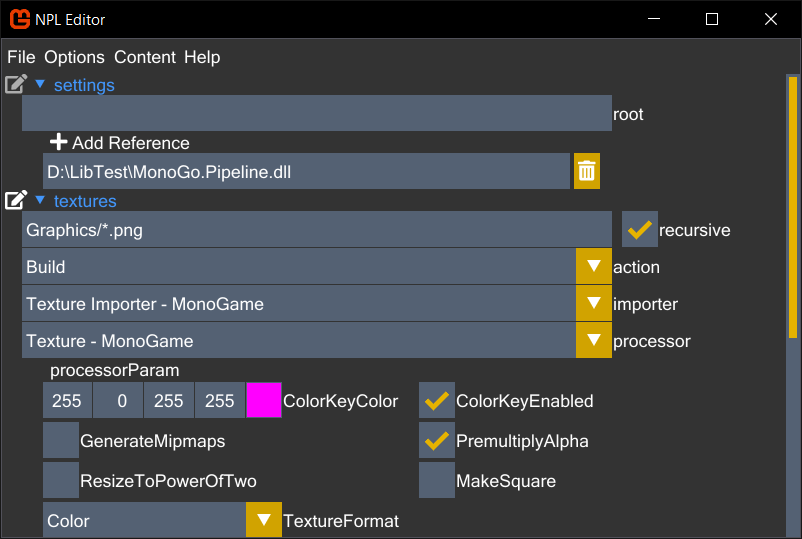 NPL Editor
File Options Content Help
settings
root
Add Reference
D:\LibTest\MonoGo.Pipeline.dll
textures
Graphics/*.png recursive
Build action
Texture Importer - MonoGame importer
Texture - MonoGame processor
processorParam
255 0 255 255 ColorKeyColor ColorKeyEnabled
GenerateMipmaps PremultiplyAlpha
ResizeToPowerOfTwo MakeSquare
Color TextureFormat